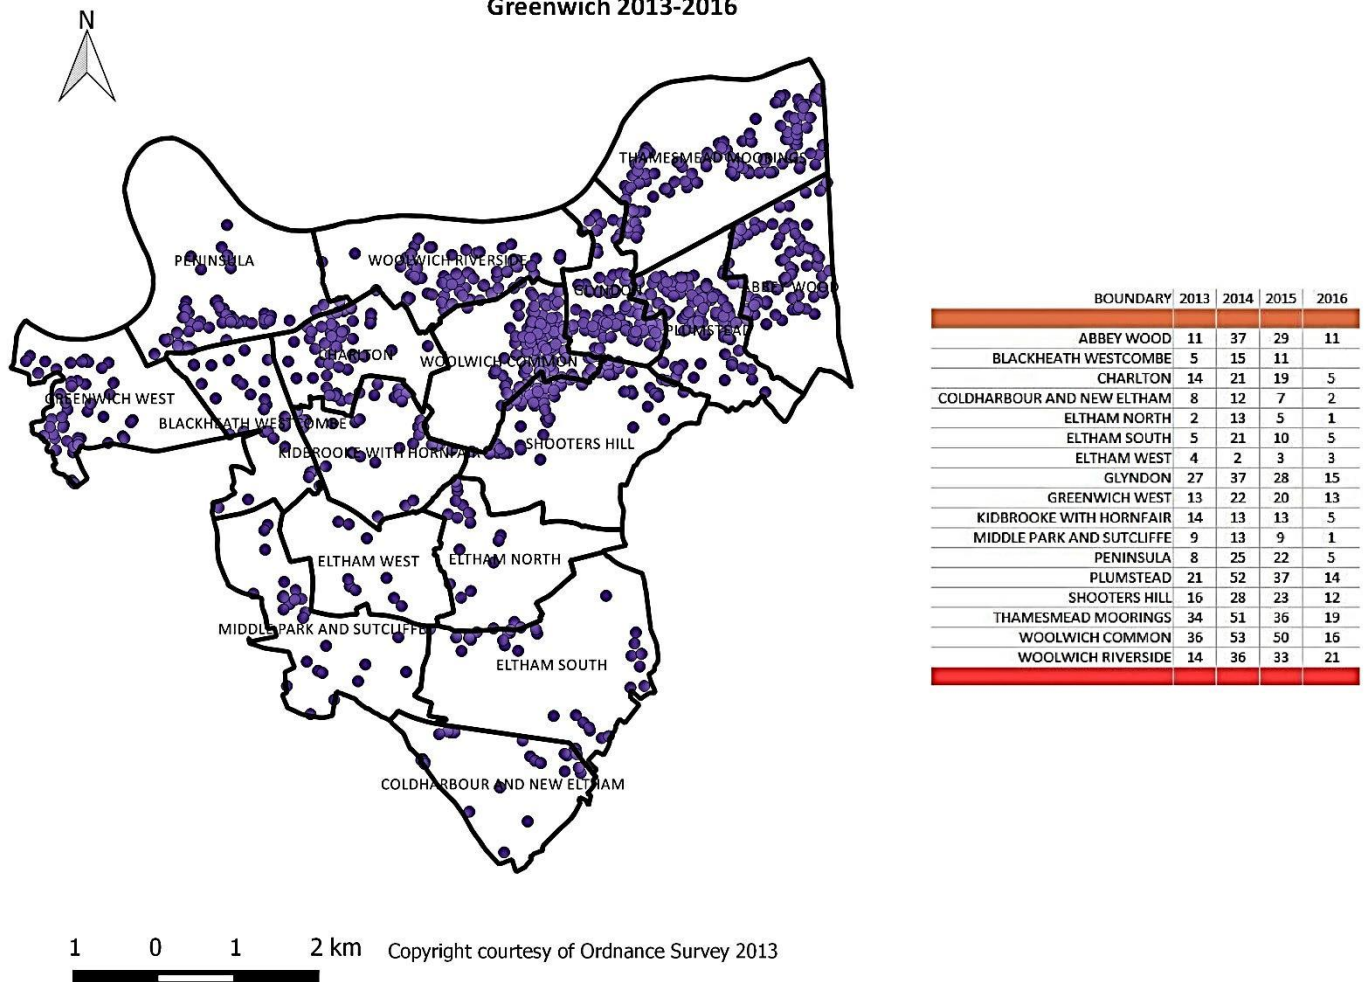 Greenwich 2013-2016
N
THAMESMEAD MOORINGS
PENINSULA
WOOLWICH RIVERSIDE
GLYNDON
ABBEY WOOD
PLUMSTEAD
CHARLTON
WOOLWICH COMMON
GREENWICH WEST
BLACKHEATH WESTCOMBE
KIDBROOKE WITH HORNFAIR
SHOOTERS HILL
ELTHAM WEST
ELTHAM NORTH
MIDDLE PARK AND SUTCLIFFE
ELTHAM SOUTH
COLDHARBOUR AND NEW ELTHAM
BOUNDARY 2013 2014 2015 2016
ABBEY WOOD 11 37 29 11
BLACKHEATH WESTCOMBE 5 15 11
CHARLTON 14 21 19 5
COLDHARBOUR AND NEW ELTHAM 8 12 7 2
ELTHAM NORTH 2 13 5 1
ELTHAM SOUTH 5 21 10 5
ELTHAM WEST 4 2 3 3
GLYNDON 27 37 28 15
GREENWICH WEST 13 22 20 13
KIDBROOKE WITH HORNFAIR 14 13 13 5
MIDDLE PARK AND SUTCLIFFE 9 13 9 1
PENINSULA 8 25 22 5
PLUMSTEAD 21 52 37 14
SHOOTERS HILL 16 28 23 12
THAMESMEAD MOORINGS 34 51 36 19
WOOLWICH COMMON 36 53 50 16
WOOLWICH RIVERSIDE 14 36 33 21
1 0 1 2 km
Copyright courtesy of Ordnance Survey 2013